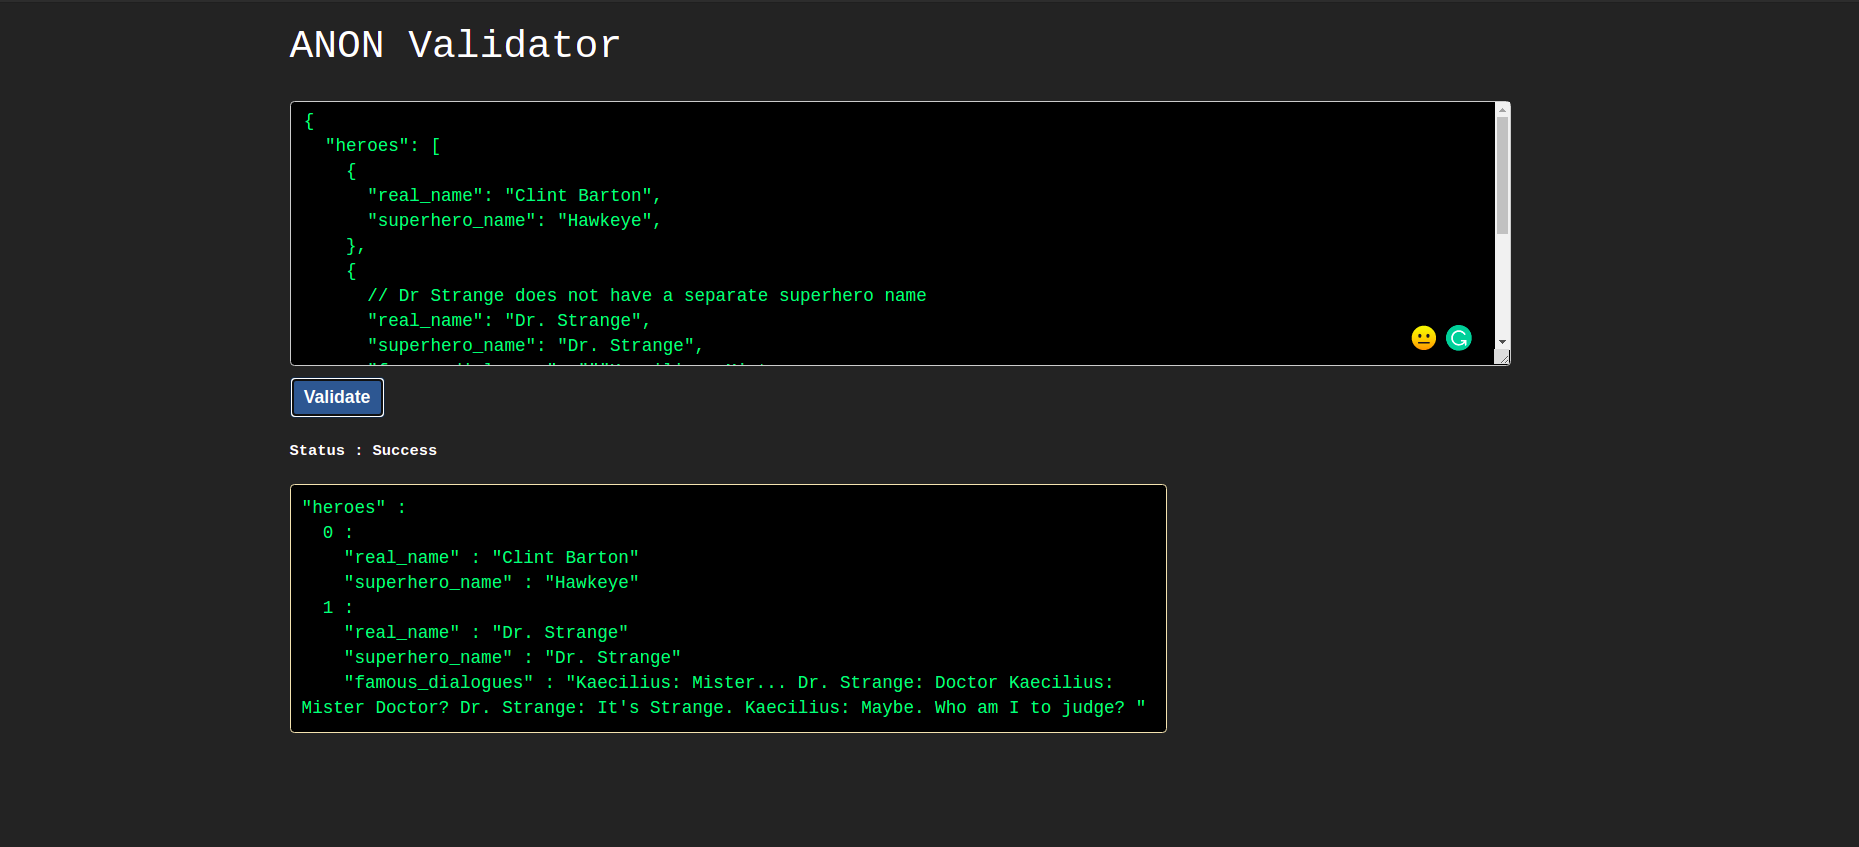 ANON Validator
{
  "heroes": [
    {
      "real_name": "Clint Barton",
      "superhero_name": "Hawkeye",
    },
    {
      // Dr Strange does not have a separate superhero name
      "real_name": "Dr. Strange",
      "superhero_name": "Dr. Strange",
Validate
Status : Success
"heroes" :
  0 :
    "real_name" : "Clint Barton"
    "superhero_name" : "Hawkeye"
  1 :
    "real_name" : "Dr. Strange"
    "superhero_name" : "Dr. Strange"
    "famous_dialogues" : "Kaecilius: Mister... Dr. Strange: Doctor Kaecilius:
Mister Doctor? Dr. Strange: It's Strange. Kaecilius: Maybe. Who am I to judge? "